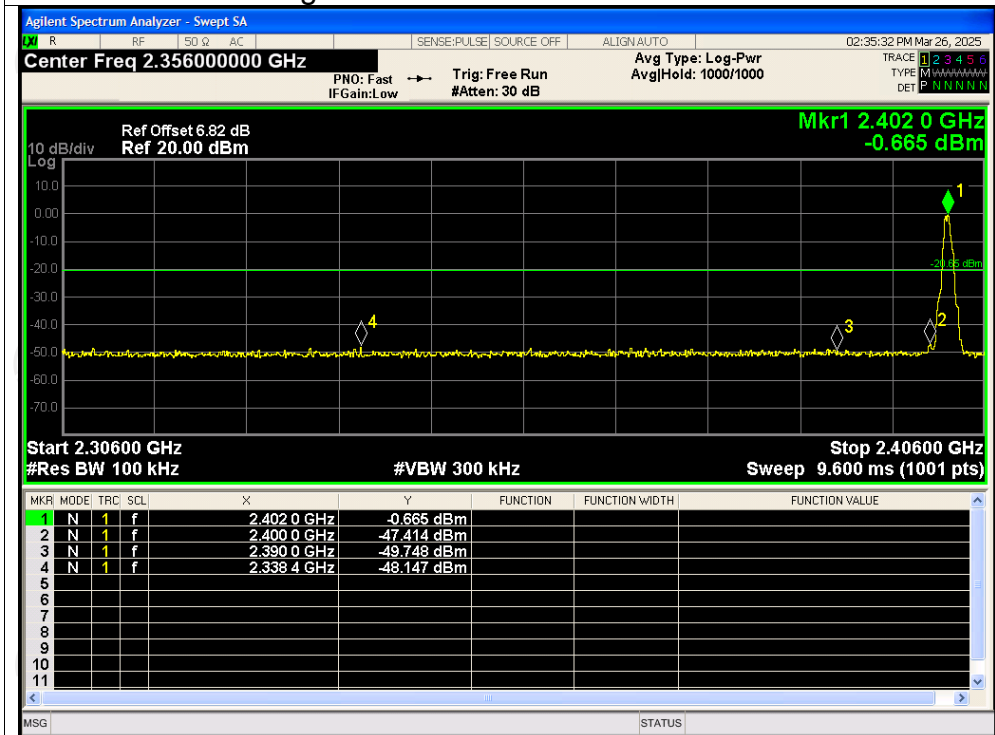 Agilent Spectrum Analyzer - Swept SA
LXI R RF 50 Ω AC SENSE:PULSE SOURCE OFF ALIGN AUTO 02:35:32 PM Mar 26, 2025
Center Freq 2.356000000 GHz
PNO: Fast Trig: Free Run Avg Type: Log-Pwr TRACE 1 2 3 4 5 6
IFGain:Low #Atten: 30 dB Avg|Hold: 1000/1000 TYPE M
DET P N N N N N
Ref Offset 6.82 dB Mkr1 2.402 0 GHz
10 dB/div Ref 20.00 dBm -0.665 dBm
Log
10.0
1
0.00
-10.0
-20.0
-20.65 dBm
-30.0
-40.0
4 3 2
-50.0
-60.0
-70.0
Start 2.30600 GHz Stop 2.40600 GHz
#Res BW 100 kHz #VBW 300 kHz Sweep 9.600 ms (1001 pts)
MKR MODE TRC SCL X Y FUNCTION FUNCTION WIDTH FUNCTION VALUE
1 N 1 f 2.402 0 GHz -0.665 dBm
2 N 1 f 2.400 0 GHz -47.414 dBm
3 N 1 f 2.390 0 GHz -49.748 dBm
4 N 1 f 2.338 4 GHz -48.147 dBm
5
6
7
8
9
10
11
MSG STATUS